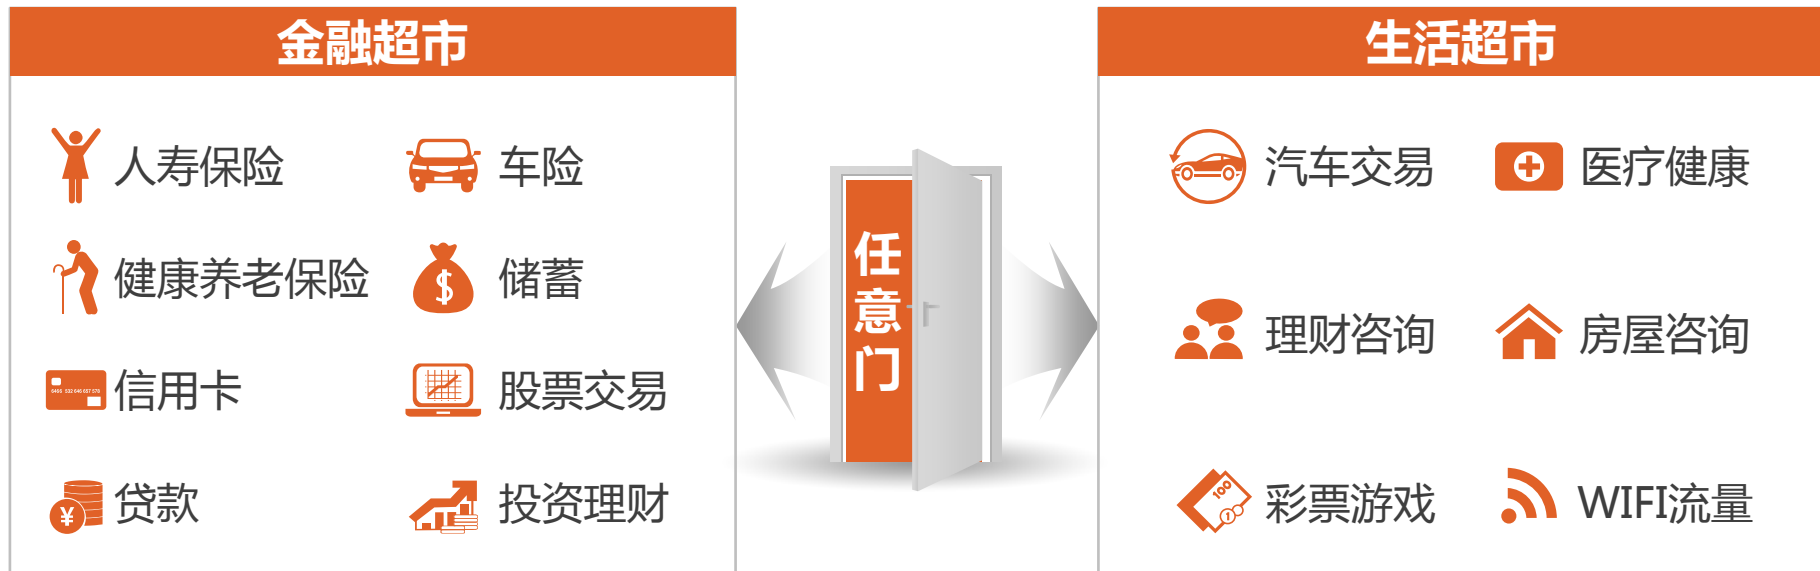 金融超市
人寿保险
车险
健康养老保险
储蓄
信用卡
股票交易
贷款
投资理财
任意门
生活超市
汽车交易
医疗健康
理财咨询
房屋咨询
100
1
彩票游戏
WIFI流量